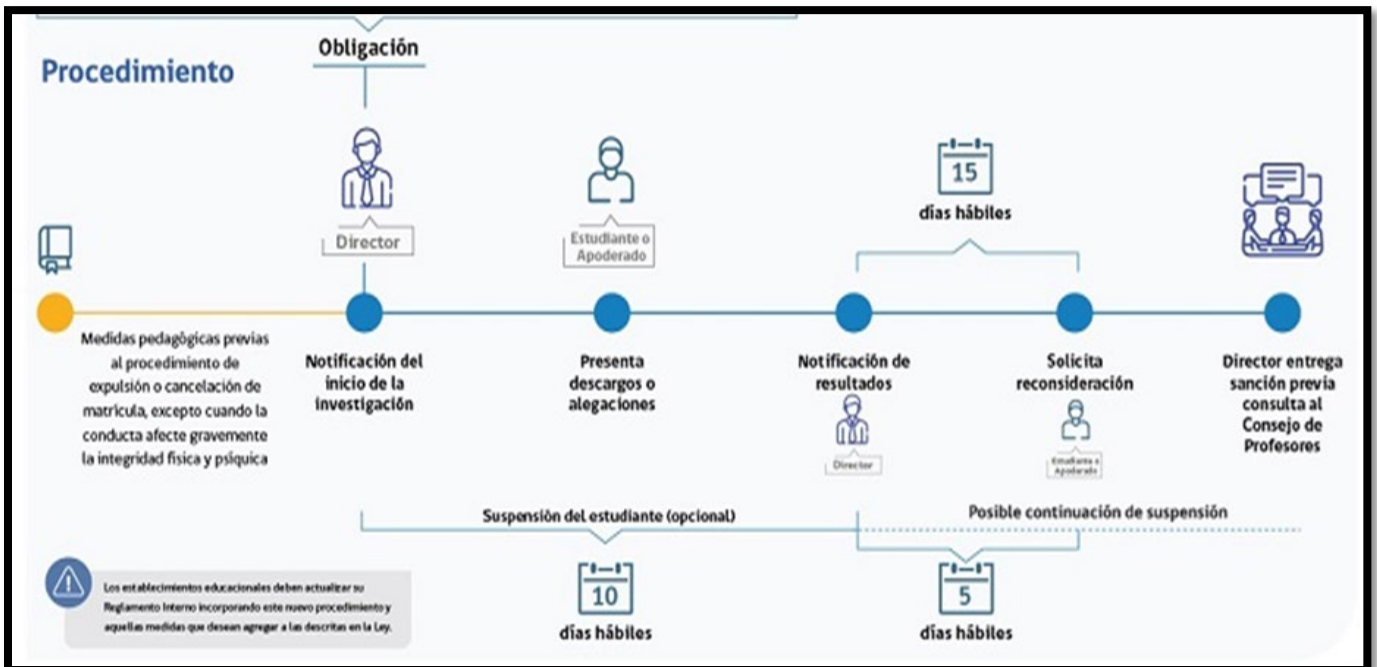 Obligación
Procedimiento
Director
Estudiante o
Apoderado
15
días hábiles
Medidas pedagógicas previas
al procedimiento de
expulsión o cancelación de
matrícula, excepto cuando la
conducta afecte gravemente
la integridad física y psíquica
Notificación del
inicio de la
investigación
Presenta
descargos o
alegaciones
Notificación de
resultados
Director
Solicita
reconsideración
Estudiante o
Apoderado
Director entrega
sanción previa
consulta al
Consejo de
Profesores
Suspensión del estudiante (opcional)
Posible continuación de suspensión
10
días hábiles
5
días hábiles
Los establecimientos educacionales deben actualizar su
Reglamento Interno incorporando este nuevo procedimiento y
aquellas medidas que desean agregar a las descritas en la Ley.